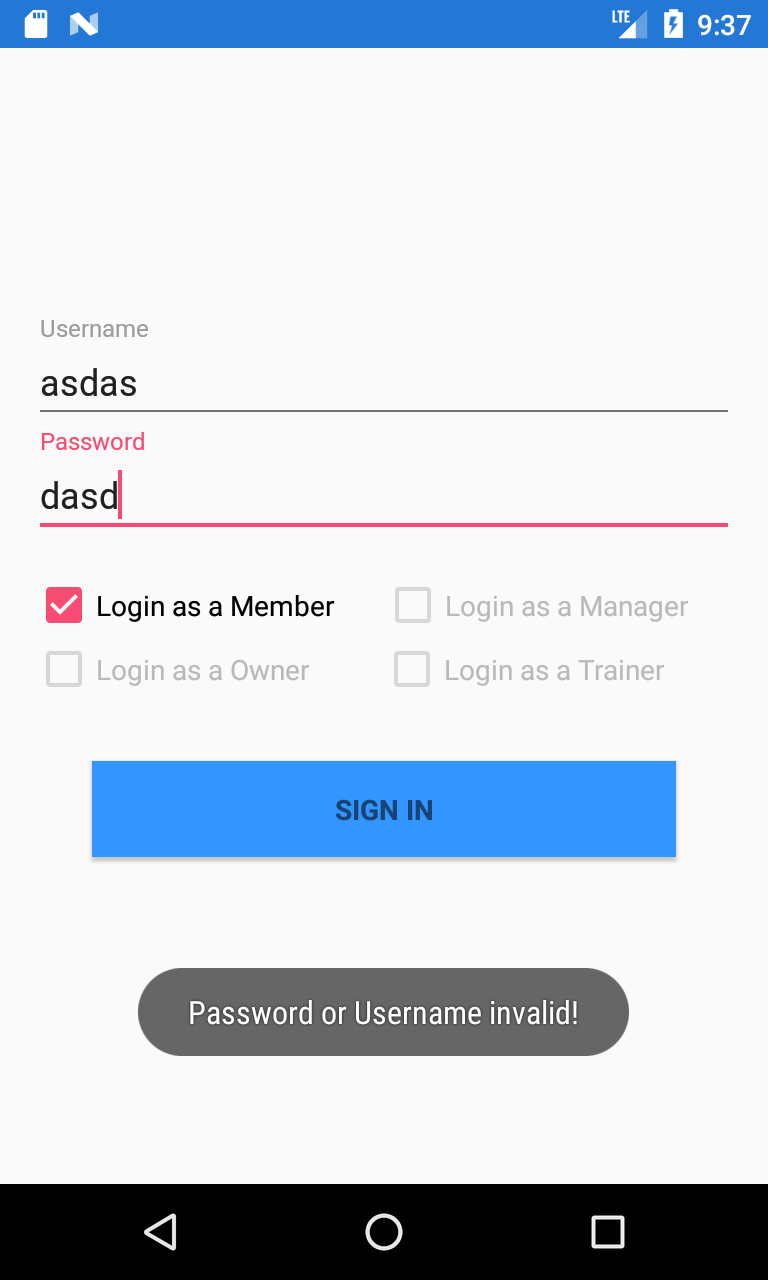 LTE 9:37
Username
asdas
Password
dasd
Login as a Member Login as a Manager
Login as a Owner Login as a Trainer
SIGN IN
Password or Username invalid!